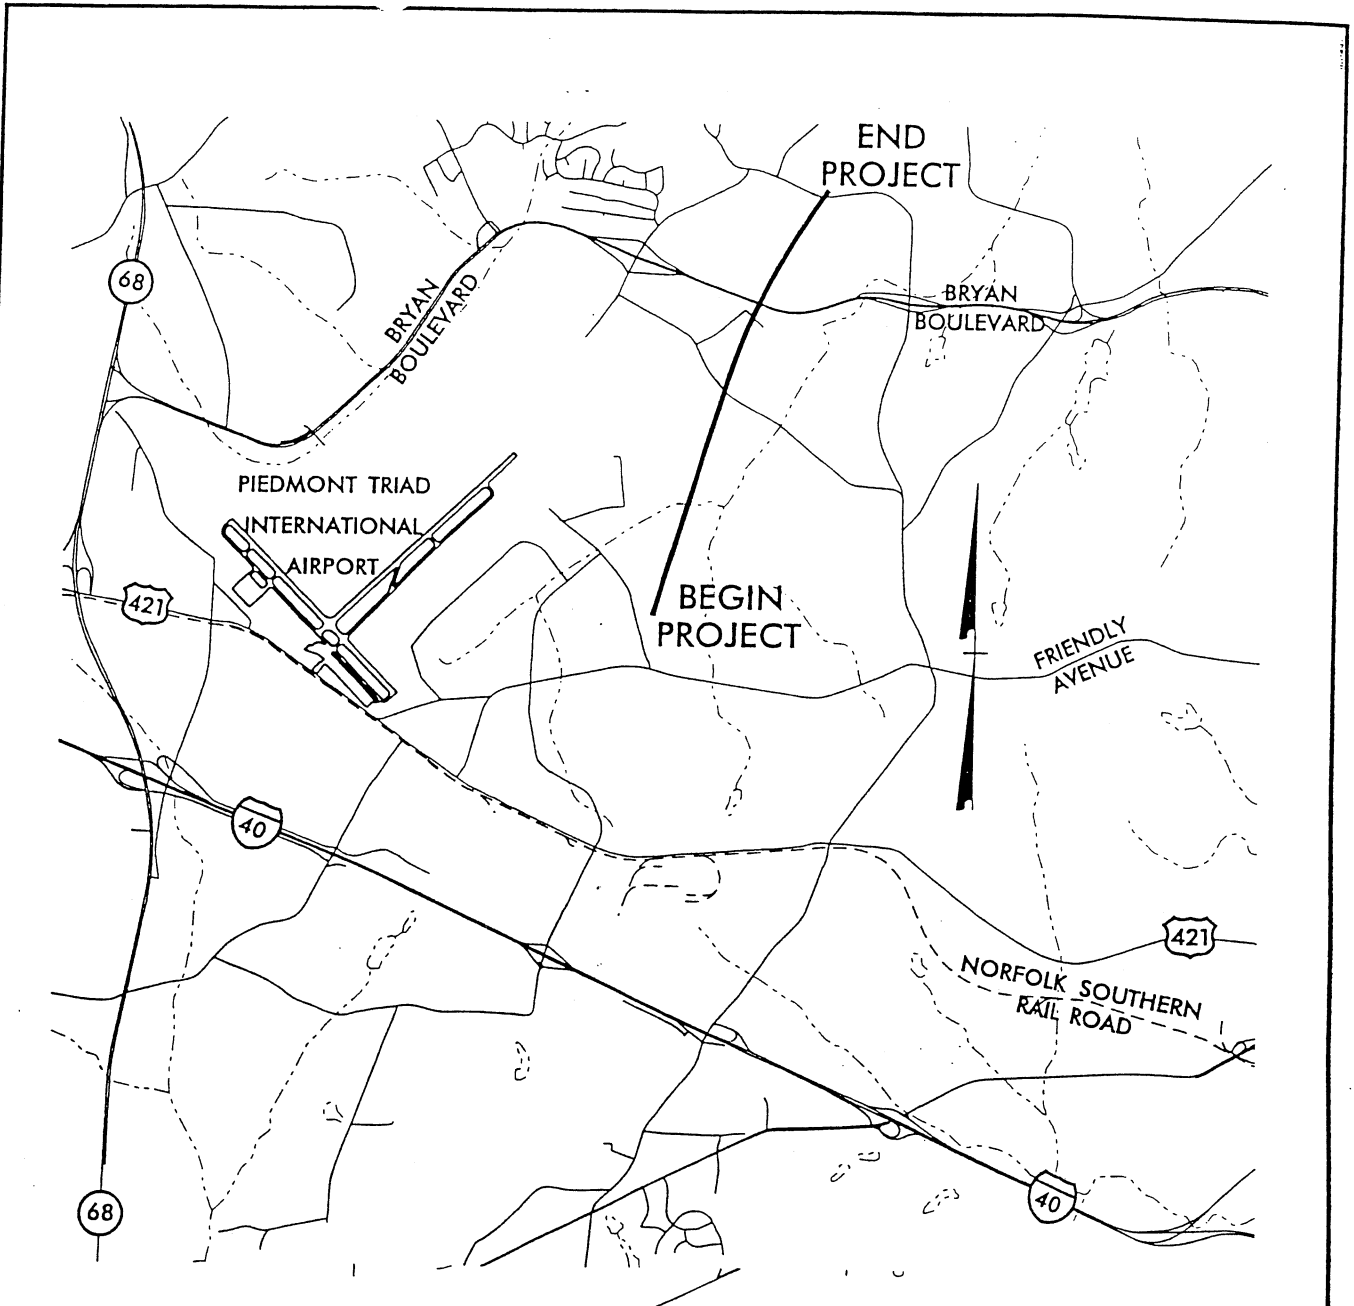 END
PROJECT
68
BRYAN
BOULEVARD
BRYAN
BOULEVARD
PIEDMONT TRIAD
INTERNATIONAL
AIRPORT
421
BEGIN
PROJECT
FRIENDLY
AVENUE
40
421
NORFOLK SOUTHERN
RAIL ROAD
68
40